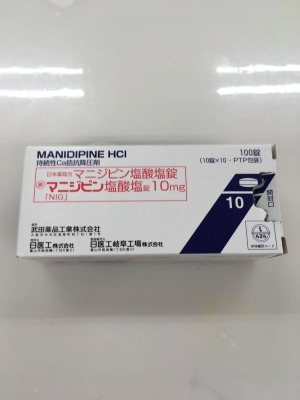 MANIDIPINE HCl
持続性Ca拮抗降圧剤
100錠
(10錠×10・PTP包装)
日本薬局方 マニジピン塩酸塩錠
マニジピン塩酸塩錠10mg
「NIG」
開封口
10
武田薬品工業株式会社
日医工株式会社
日医工岐阜工場株式会社